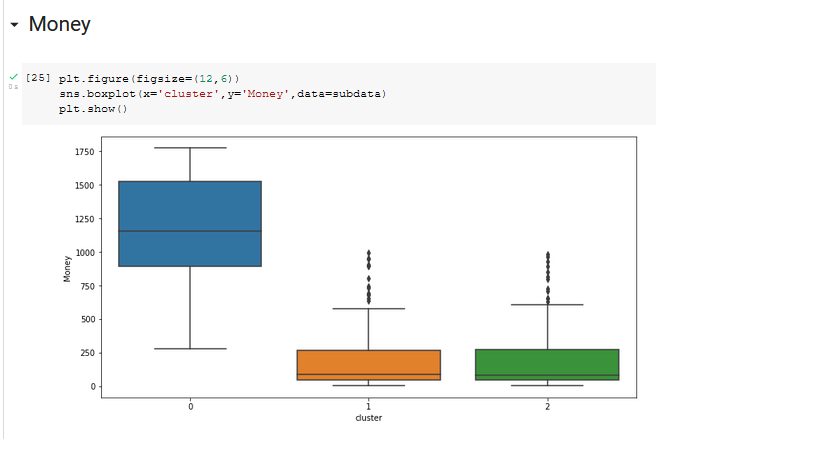 Money
[25] plt.figure(figsize=(12,6))
sns.boxplot(x='cluster',y='Money',data=subdata)
plt.show()
0s
1750
1500
1250
1000
750
500
250
0
Money
0 1 2
cluster